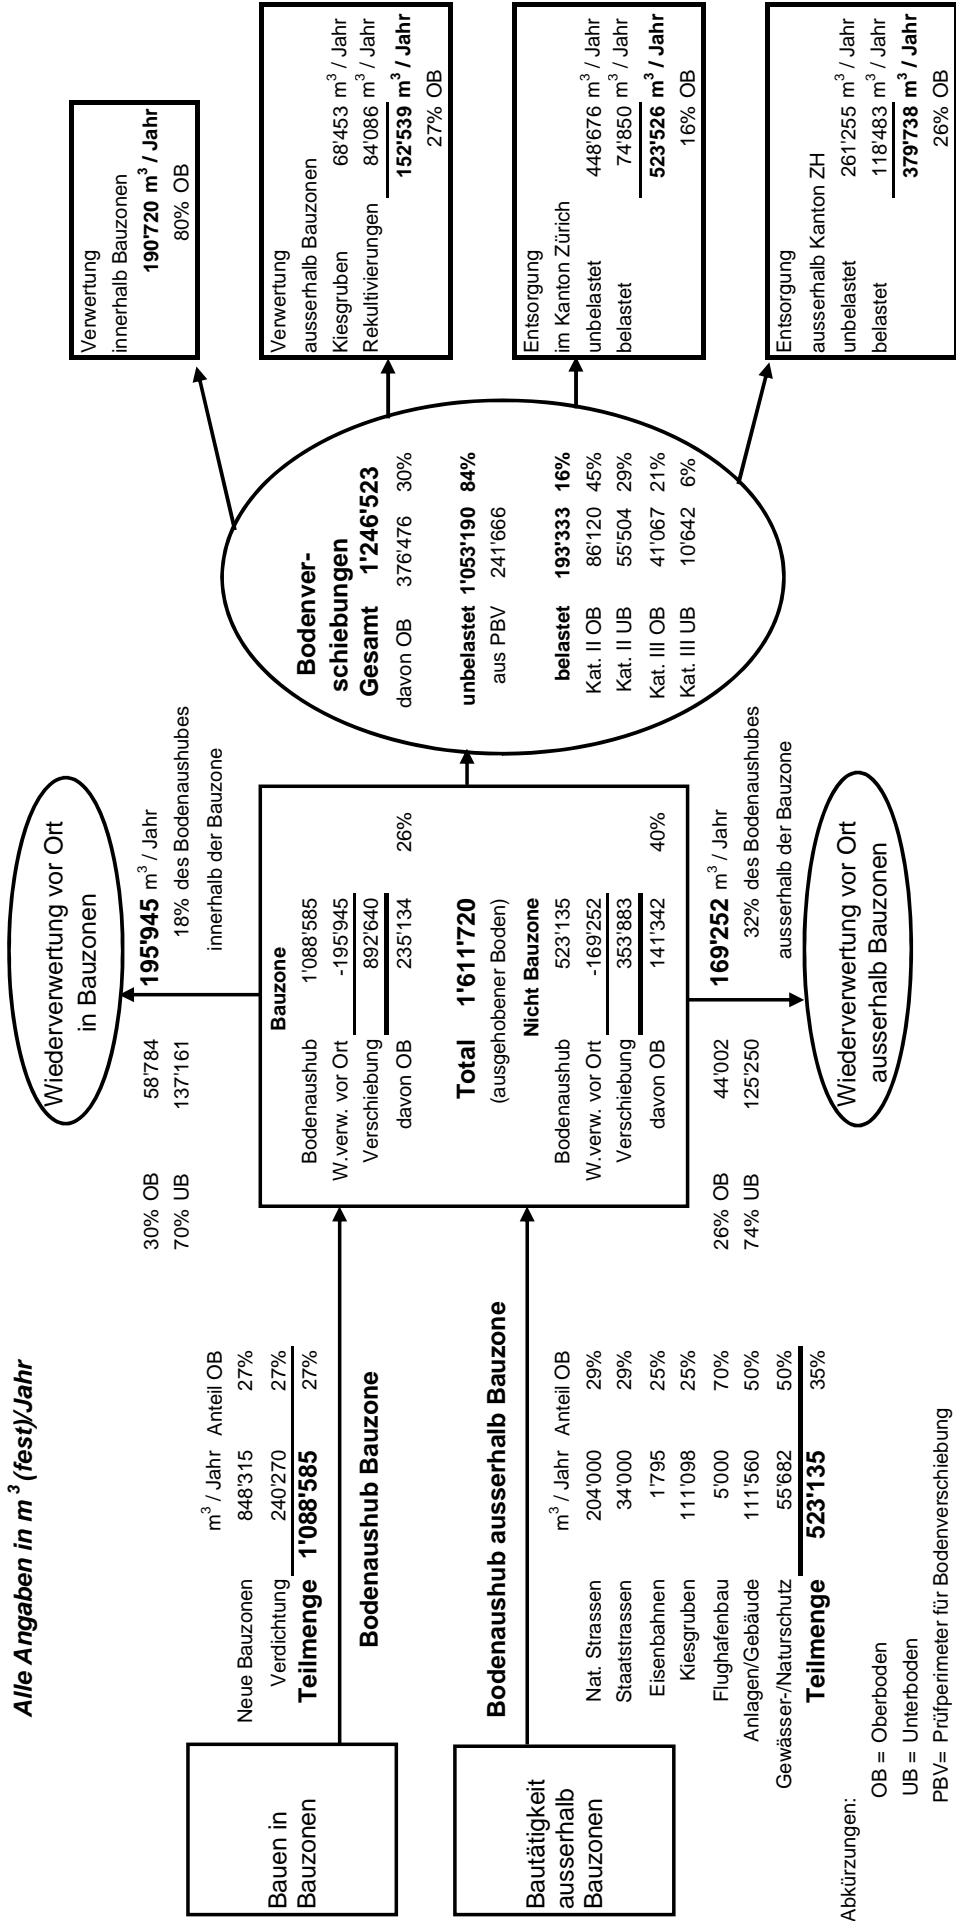 Alle Angaben in m³ (fest)/Jahr
Bauen in
Bauzonen
m³ / Jahr Anteil OB
Neue Bauzonen 848'315 27%
Verdichtung 240'270 27%
Teilmenge 1'088'585 27%
Bodenaushub Bauzone
Bautätigkeit
ausserhalb
Bauzonen
Bodenaushub ausserhalb Bauzone
m³ / Jahr Anteil OB
Nat. Strassen 204'000 29%
Staatstrassen 34'000 29%
Eisenbahnen 1'795 25%
Kiesgruben 111'098 25%
Flughafenbau 5'000 70%
Anlagen/Gebäude 111'560 50%
Gewässer-/Naturschutz 55'682 50%
Teilmenge 523'135 35%
Abkürzungen:
OB = Oberboden
UB = Unterboden
PBV= Prüfperimeter für Bodenverschiebung
Wiederverwertung vor Ort
in Bauzonen
30% OB 58'784 195'945 m³ / Jahr
70% UB 137'161 18% des Bodenaushubes
innerhalb der Bauzone
Bauzone
Bodenaushub 1'088'585
W.verw. vor Ort -195'945
Verschiebung 892'640
davon OB 235'134 26%
Total 1'611'720
(ausgehobener Boden)
Nicht Bauzone
Bodenaushub 523'135
W.verw. vor Ort -169'252
Verschiebung 353'883
davon OB 141'342 40%
26% OB 44'002 169'252 m³ / Jahr
74% UB 125'250 32% des Bodenaushubes
ausserhalb der Bauzone
Wiederverwertung vor Ort
ausserhalb Bauzonen
Bodenver-
schiebungen
Gesamt 1'246'523
davon OB 376'476 30%
unbelastet 1'053'190 84%
aus PBV 241'666
belastet 193'333 16%
Kat. II OB 86'120 45%
Kat. II UB 55'504 29%
Kat. III OB 41'067 21%
Kat. III UB 10'642 6%
Verwertung
innerhalb Bauzonen
190'720 m³ / Jahr
80% OB
Verwertung
ausserhalb Bauzonen
Kiesgruben 68'453 m³ / Jahr
Rekultivierungen 84'086 m³ / Jahr
152'539 m³ / Jahr
27% OB
Entsorgung
im Kanton Zürich
unbelastet 448'676 m³ / Jahr
belastet 74'850 m³ / Jahr
523'526 m³ / Jahr
16% OB
Entsorgung
ausserhalb Kanton ZH
unbelastet 261'255 m³ / Jahr
belastet 118'483 m³ / Jahr
379'738 m³ / Jahr
26% OB